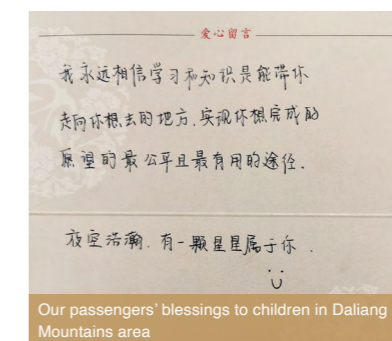 爱心留言
我永远相信学习和知识是能带你
走向你想去的地方,实现你想完成的
愿望的最公平且最有用的途径.
夜空浩瀚.有一颗星星属于你.
Our passengers' blessings to children in Daliang
Mountains area